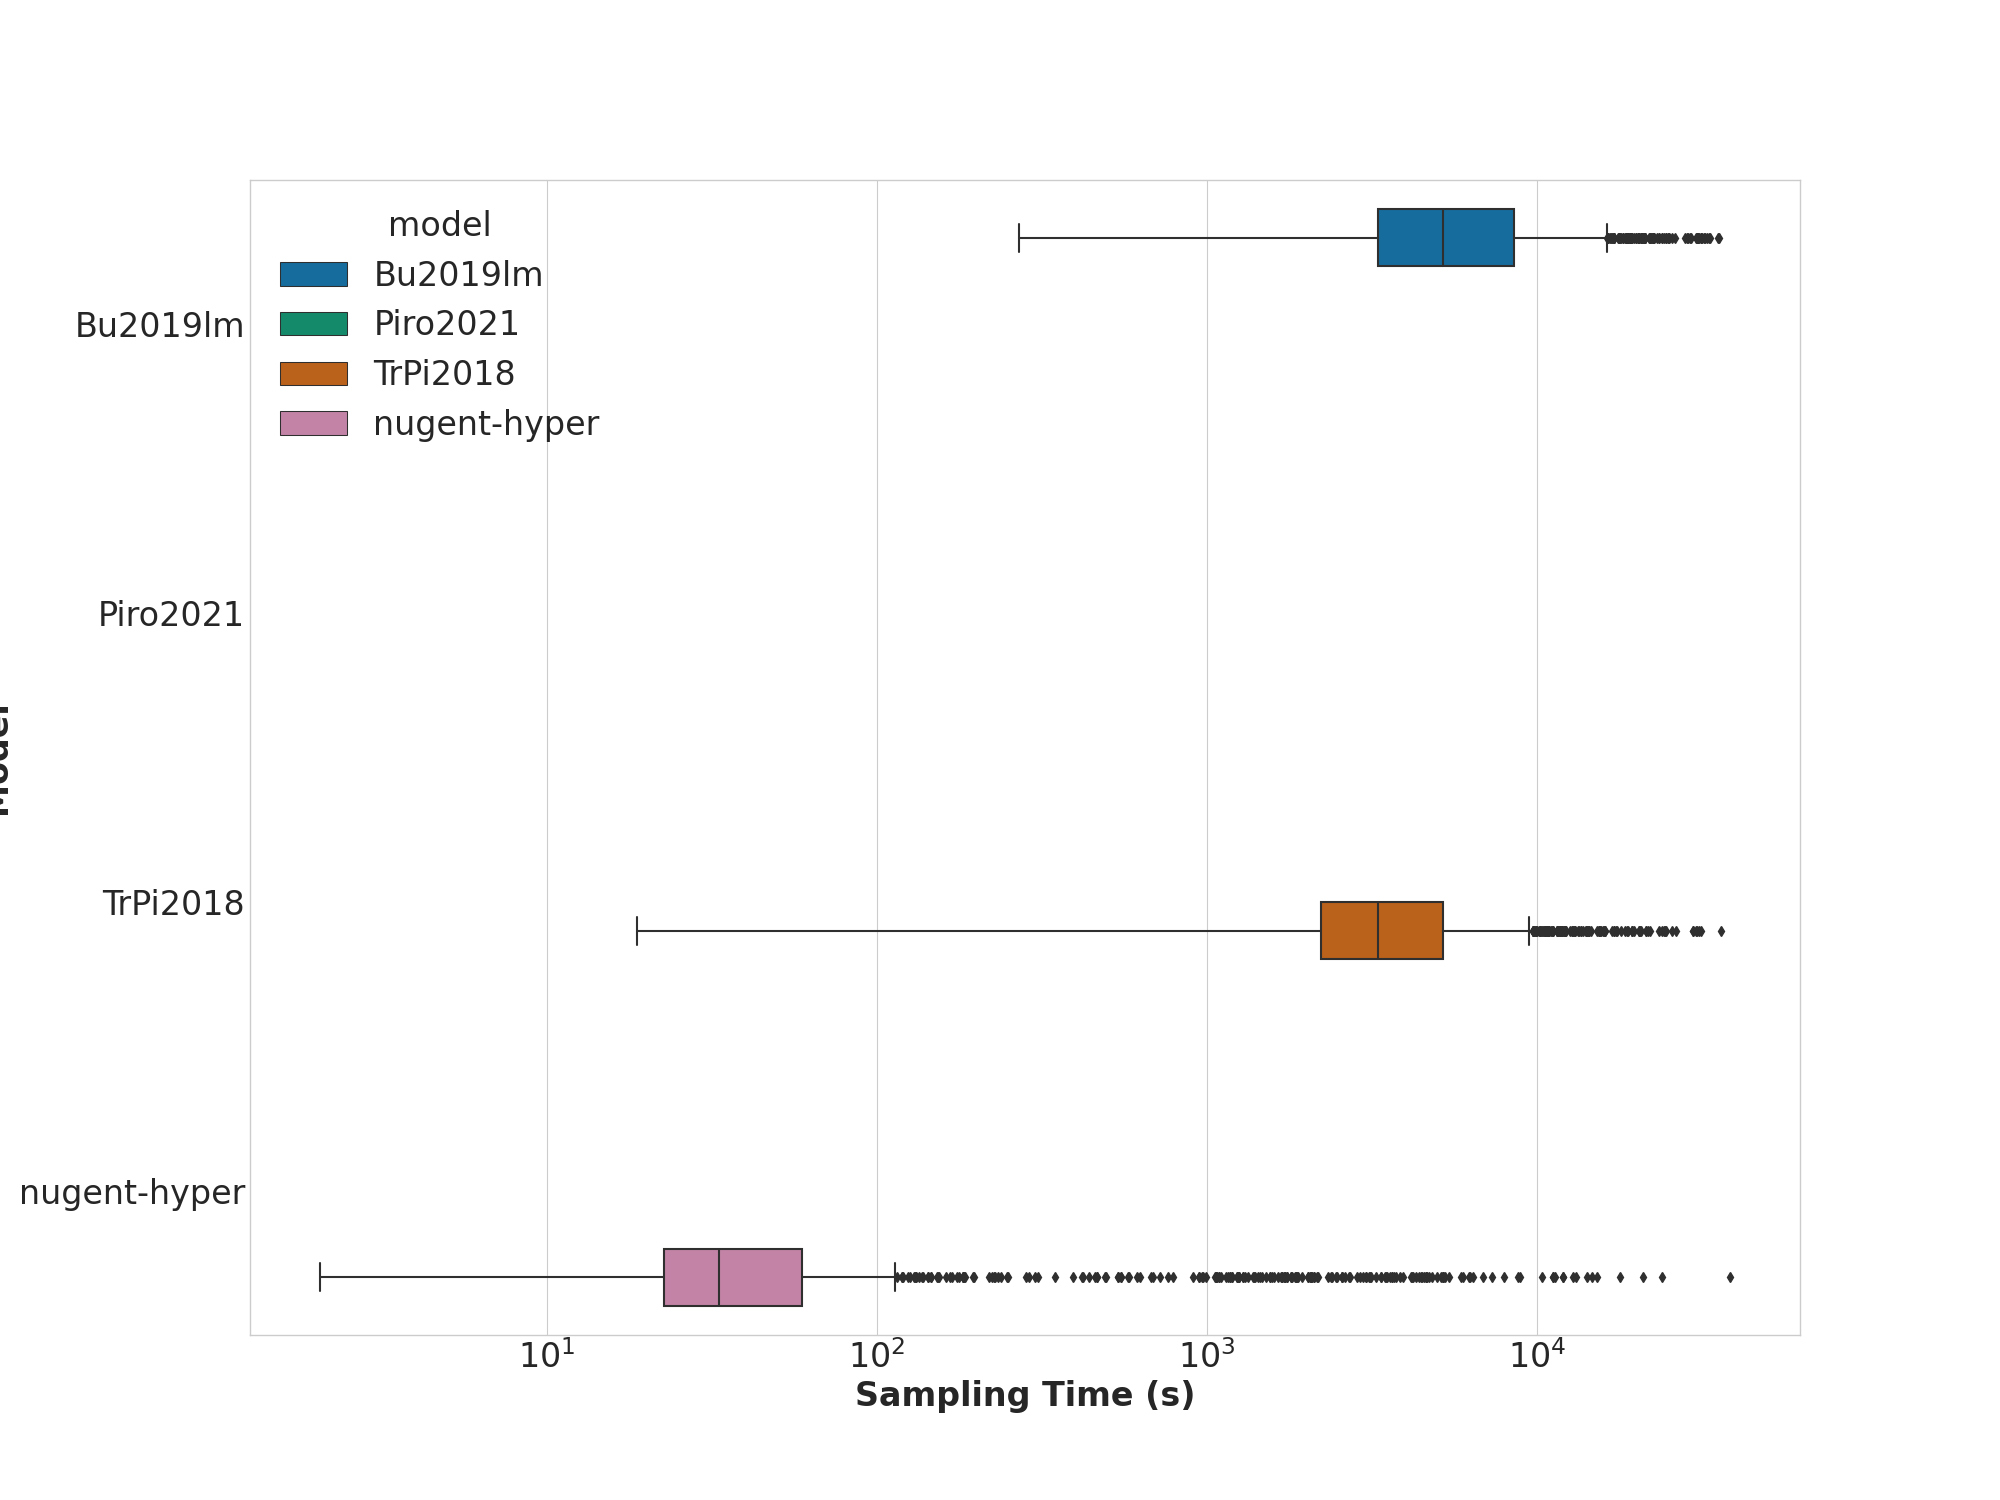 model
Bu2019lm
Piro2021
TrPi2018
nugent-hyper
Bu2019lm
Piro2021
TrPi2018
nugent-hyper
10¹ 10² 10³ 10⁴
Sampling Time (s)